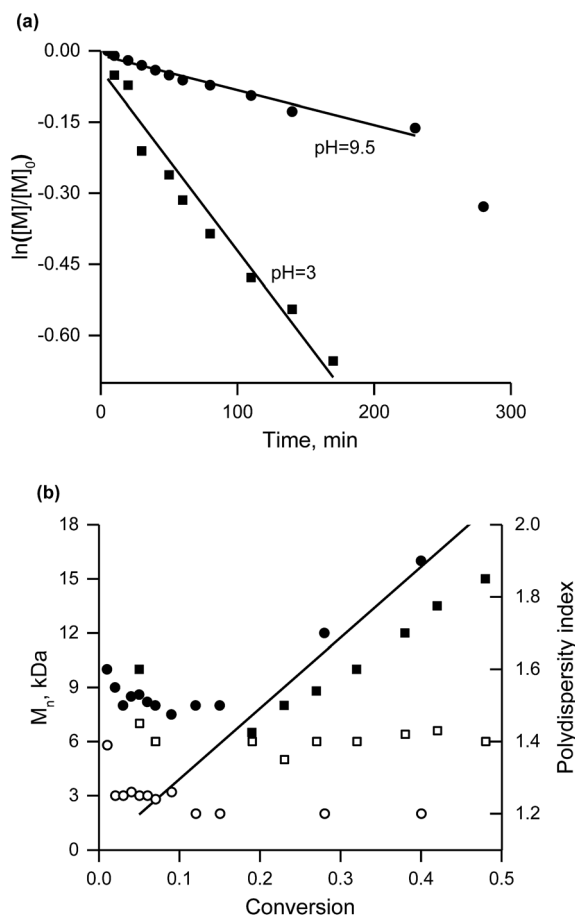 (a)
0.00
-0.15
-0.30
-0.45
-0.60
ln([M]/[M]0)
pH=9.5
pH=3
0 100 200 300
Time, min
(b)
18
15
12
9
6
3
0
Mn, kDa
2.0
1.8
1.6
1.4
1.2
Polydispersity index
0.0 0.1 0.2 0.3 0.4 0.5
Conversion